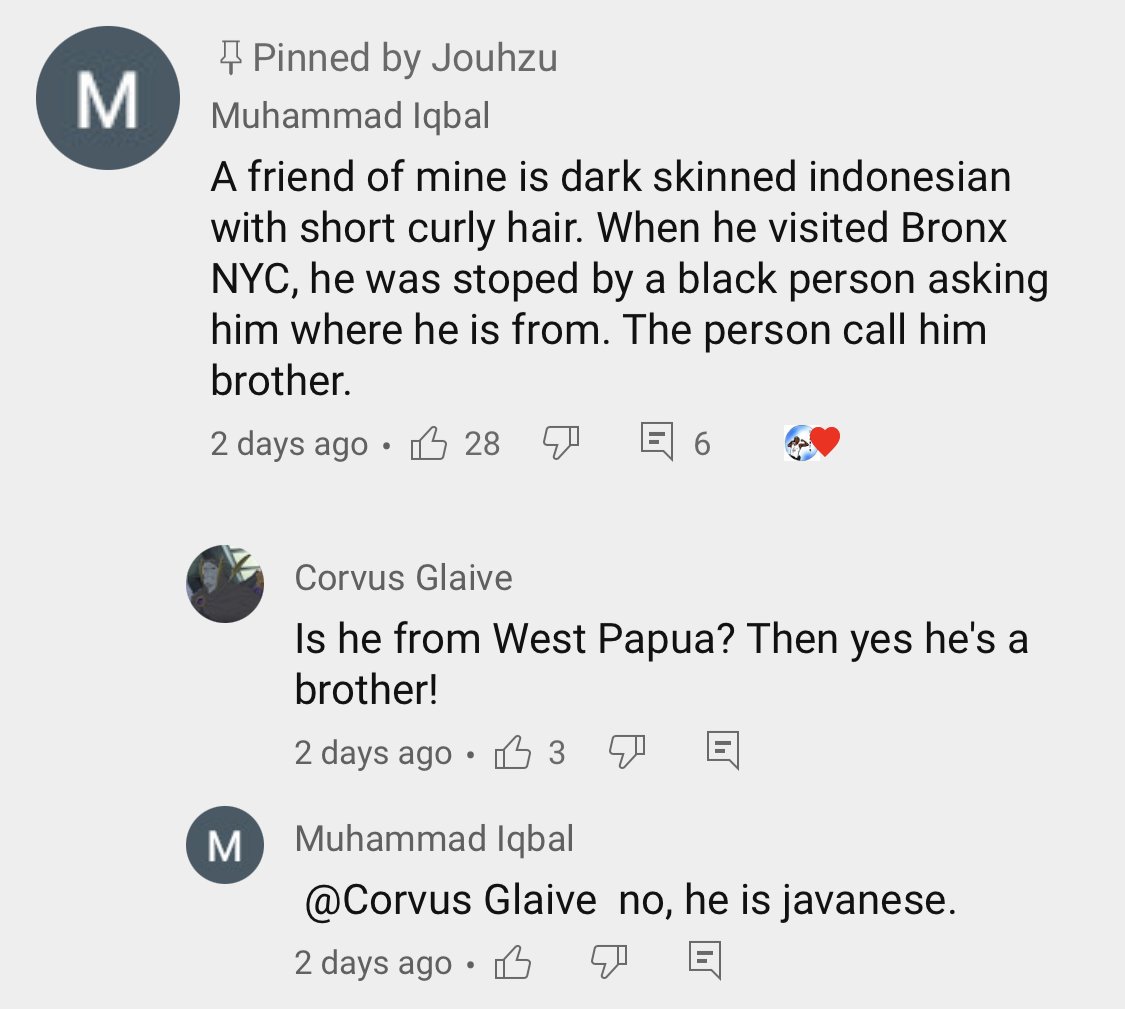 M
Pinned by Jouhzu
Muhammad Iqbal
A friend of mine is dark skinned indonesian
with short curly hair. When he visited Bronx
NYC, he was stoped by a black person asking
him where he is from. The person call him
brother.
2 days ago • 28 6
Corvus Glaive
Is he from West Papua? Then yes he's a
brother!
2 days ago • 3
M
Muhammad Iqbal
@Corvus Glaive no, he is javanese.
2 days ago •